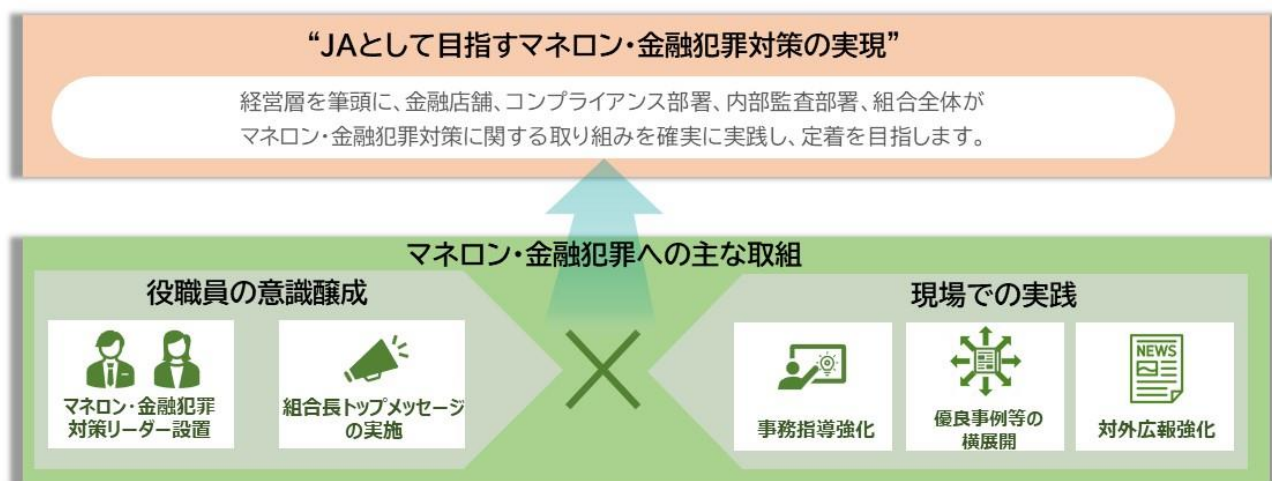 “JAとして目指すマネロン・金融犯罪対策の実現”
経営層を筆頭に、金融店舗、コンプライアンス部署、内部監査部署、組合全体が
マネロン・金融犯罪対策に関する取り組みを確実に実践し、定着を目指します。
マネロン・金融犯罪への主な取組
役職員の意識醸成
マネロン・金融犯罪
対策リーダー設置
組合長トップメッセージ
の実施
現場での実践
事務指導強化
優良事例等の
横展開
NEWS
対外広報強化